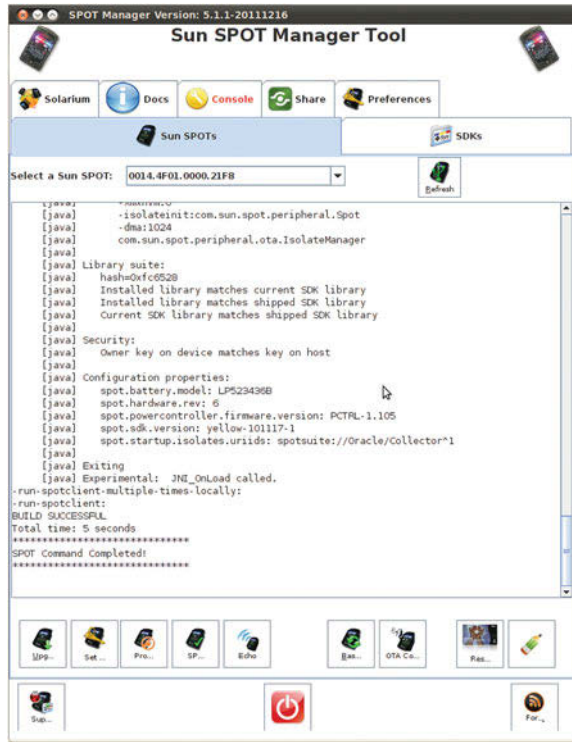 SPOT Manager Version: 5.1.1-20111216
Sun SPOT Manager Tool
Solarium
Docs
Console
Share
Preferences
Sun SPOTs
SDKs
Select a Sun SPOT: 0014.4F01.0000.21F8
Refresh
[java]
[java] -isolateinit:com.sun.spot.peripheral.Spot
[java] -dma:1024
[java] com.sun.spot.peripheral.ota.IsolateManager
[java]
[java] Library suite:
[java] hash=0xfc6528
[java] Installed library matches current SDK library
[java] Installed library matches shipped SDK library
[java] Current SDK library matches shipped SDK library
[java]
[java] Security:
[java] Owner key on device matches key on host
[java]
[java] Configuration properties:
[java] spot.battery.model: LP523436B
[java] spot.hardware.rev: 6
[java] spot.powercontroller.firmware.version: PCTRL-1.105
[java] spot.sdk.version: yellow-101117-1
[java] spot.startup.isolates.uriids: spotsuite://Oracle/Collector^1
[java]
[java] Exiting
[java] Experimental: JNI_OnLoad called.
-run-spotclient-multiple-times-locally:
-run-spotclient:
BUILD SUCCESSFUL
Total time: 5 seconds
******************************
SPOT Command Completed!
******************************
Upg...
Set ...
Pro...
SP...
Echo
Bas...
OTA Co...
Res...
Sup...
For...